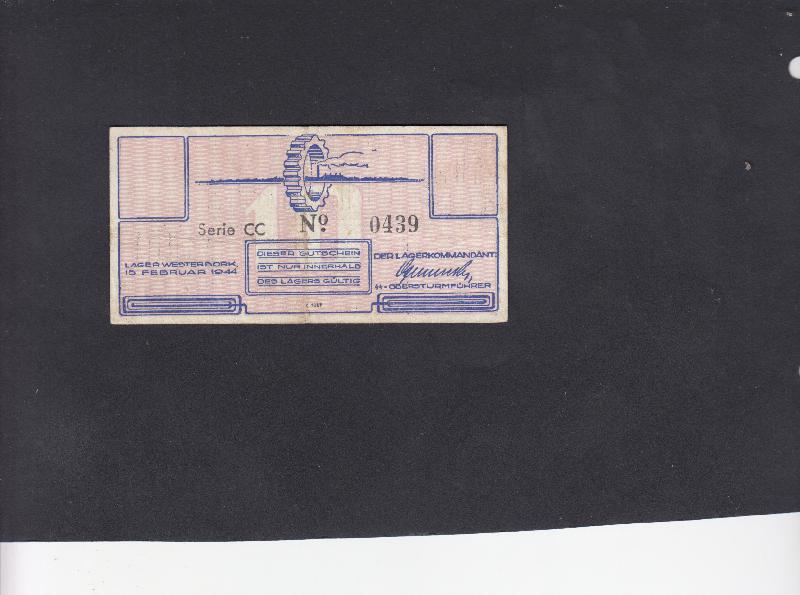 Serie CC Nº 0439
LAGER WESTERBORK,
15 FEBRUAR 1944
DIESER GUTSCHEIN
IST NUR INNERHALB
DES LAGERS GÜLTIG
DER LAGERKOMMANDANT:
SS-OBERSTURMFÜHRER